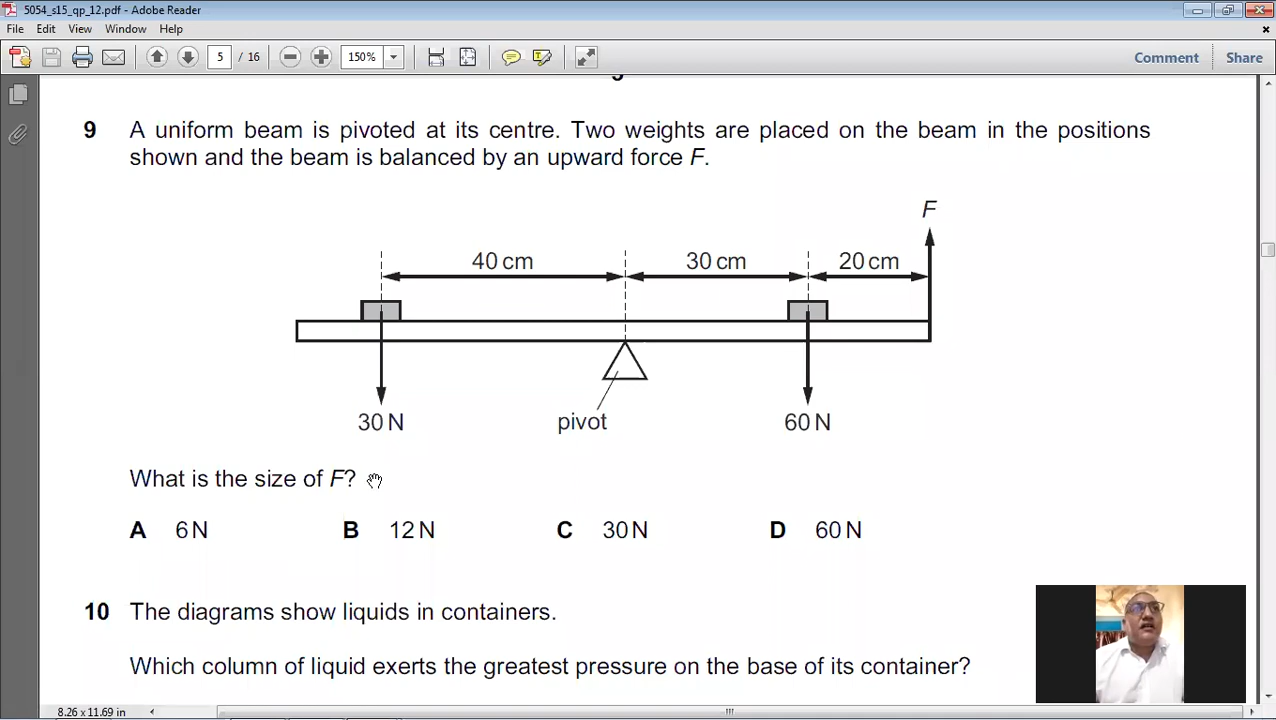 5054_s15_qp_12.pdf - Adobe Reader
File Edit View Window Help
5 / 16 150% Comment Share
9 A uniform beam is pivoted at its centre. Two weights are placed on the beam in the positions
shown and the beam is balanced by an upward force F.
F
40 cm 30 cm 20 cm
30 N pivot 60 N
What is the size of F?
A 6 N B 12 N C 30 N D 60 N
10 The diagrams show liquids in containers.
Which column of liquid exerts the greatest pressure on the base of its container?
8.26 x 11.69 in